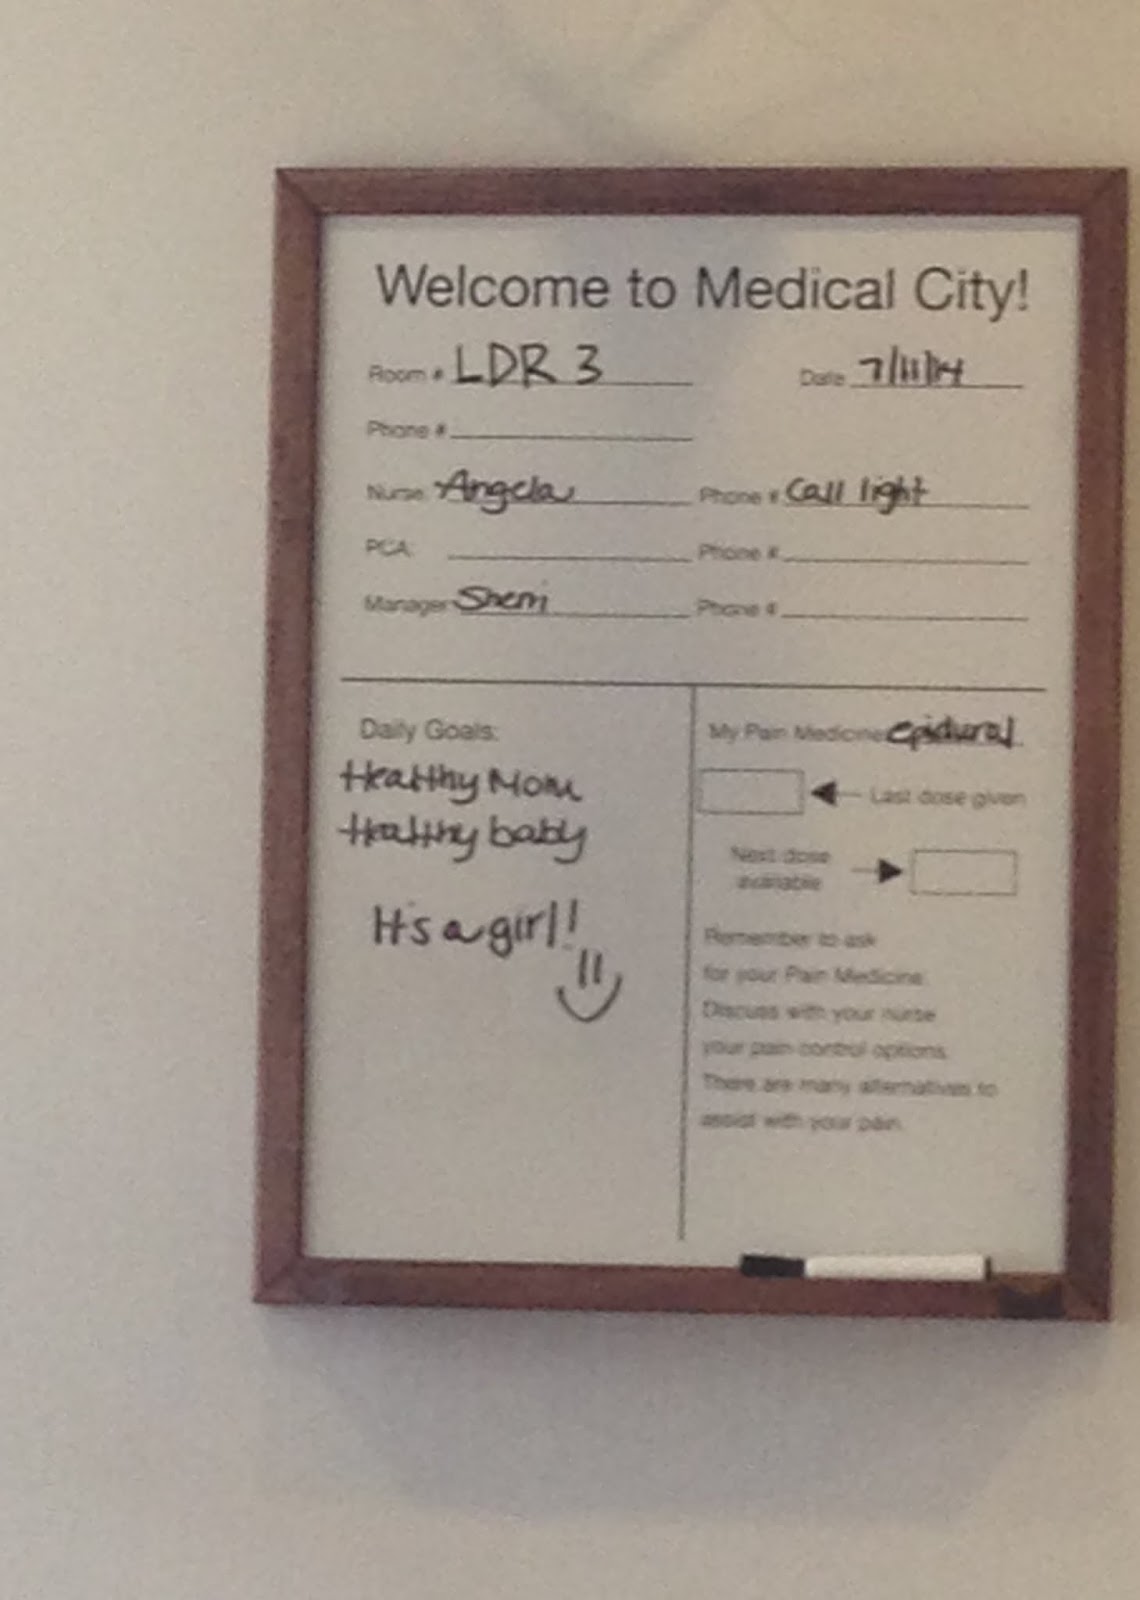 Welcome to Medical City!
Room # LDR 3 Date 7/11/14
Phone #
Nurse: Angela Phone # Call light
PCA: Phone #
Manager Sherri Phone #
Daily Goals:
Healthy Mom
Healthy baby
It's a girl!
My Pain Medicine epidural
Last dose given
Next dose
available
Remember to ask
for your Pain Medicine.
Discuss with your nurse
your pain control options.
There are many alternatives to
assist with your pain.